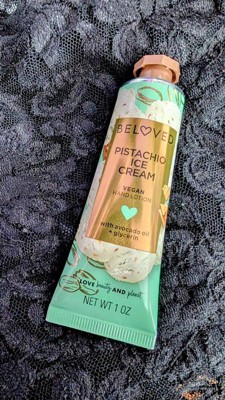 BELOVED
PISTACHIO
ICE
CREAM
VEGAN
HAND LOTION
with avocado oil
+ glycerin
LOVE beauty AND planet
NET WT 1 OZ